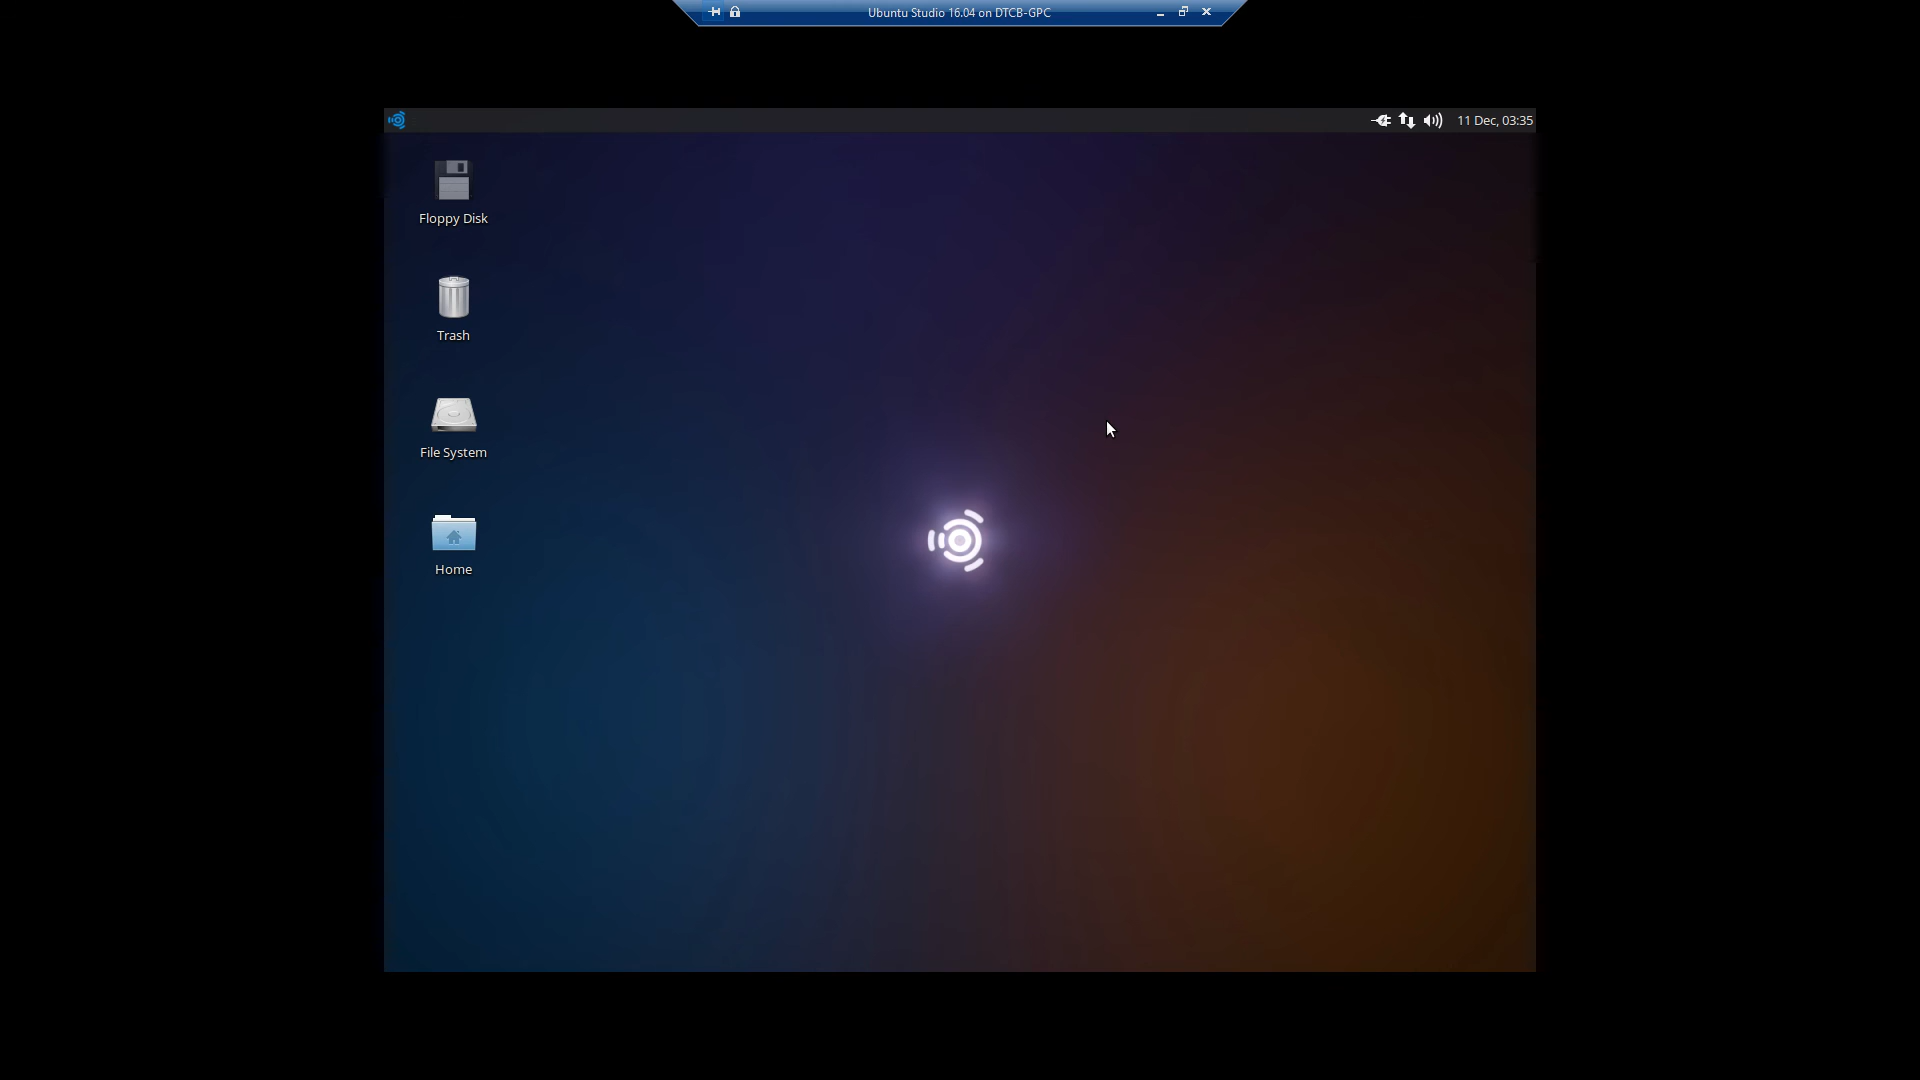 Ubuntu Studio 16.04 on DTCB-GPC
11 Dec, 03:35
Floppy Disk
Trash
File System
Home